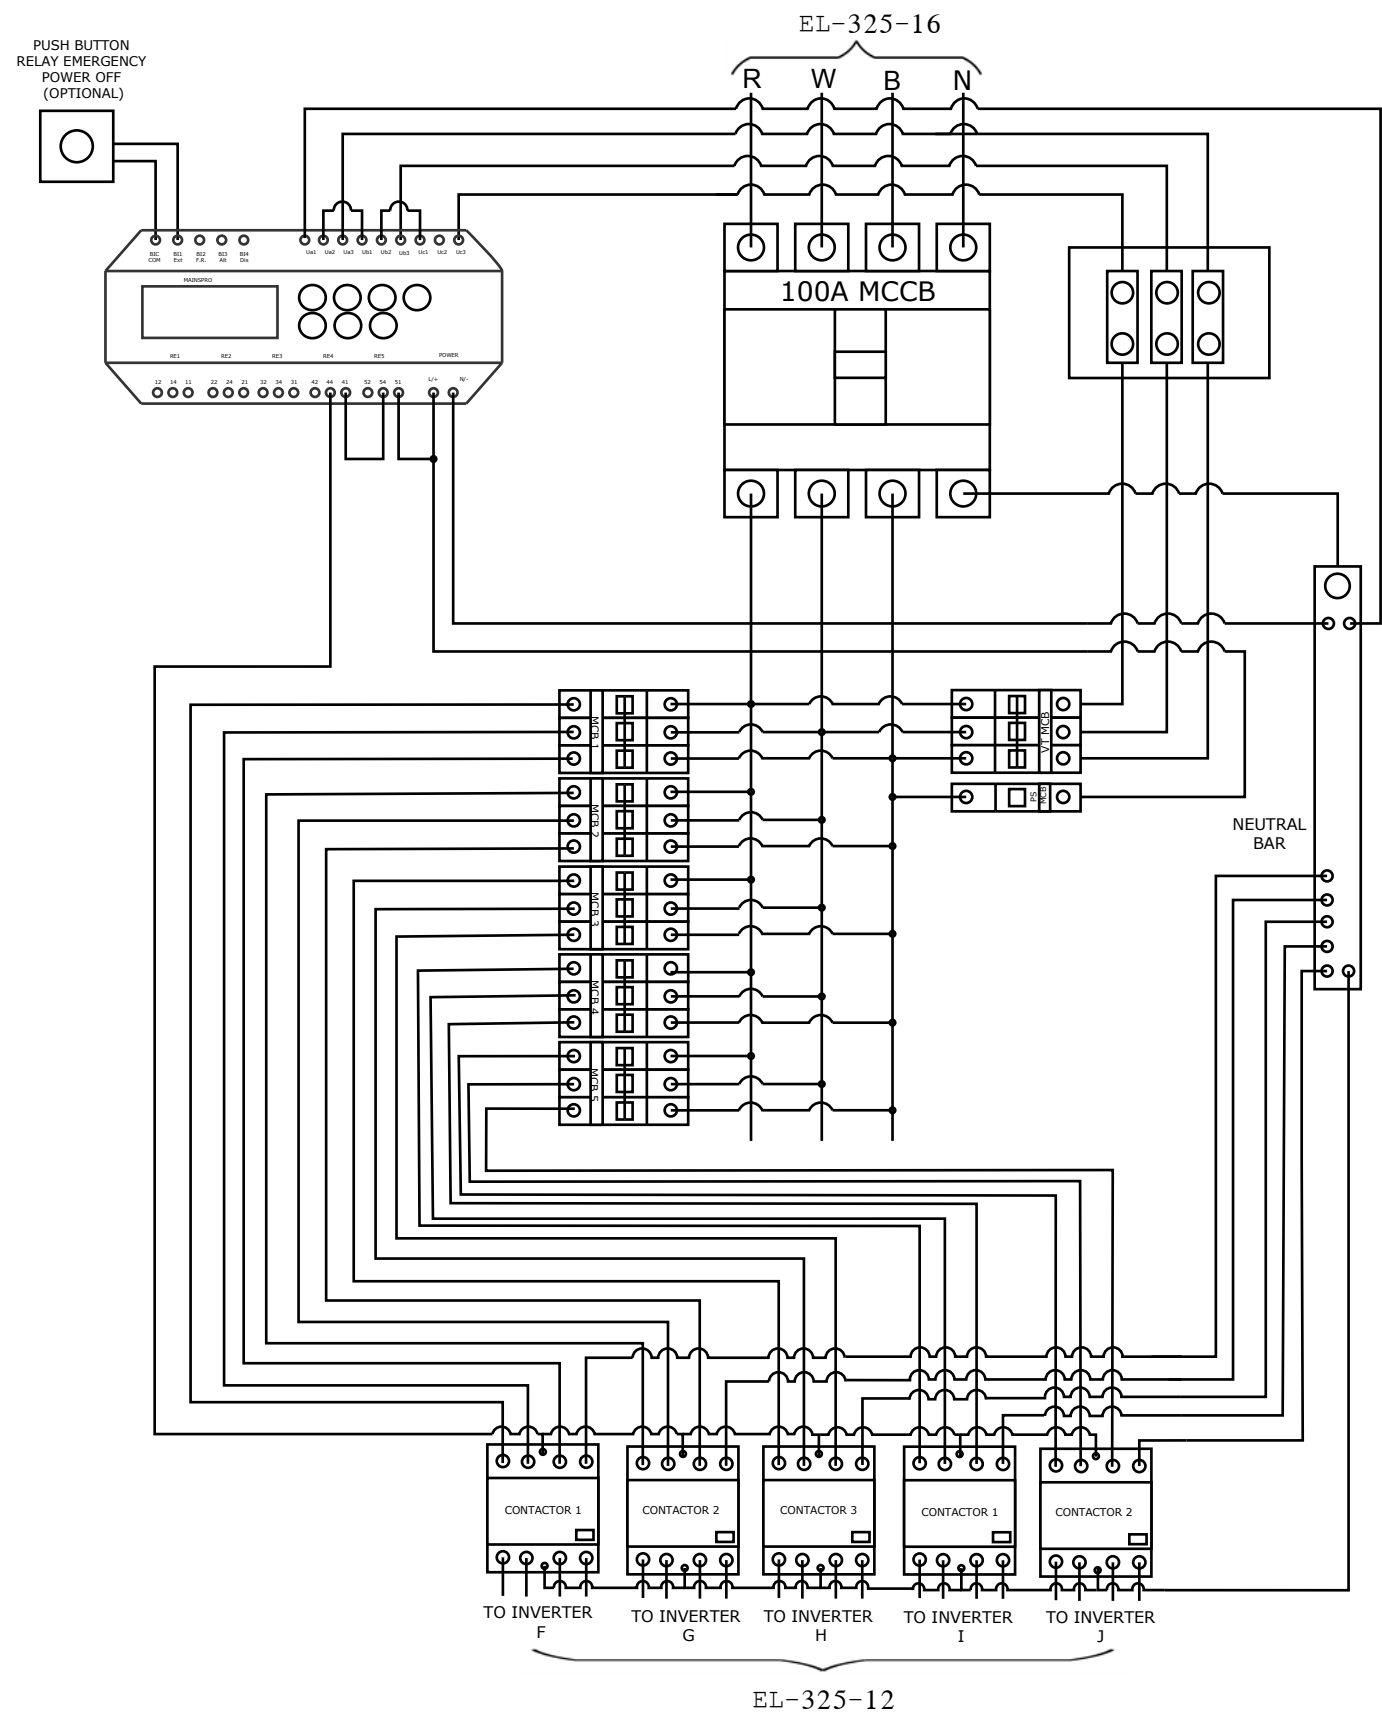 EL-325-16
PUSH BUTTON
RELAY EMERGENCY
POWER OFF
(OPTIONAL)
R W B N
BIC COM
BI1 Ext
BI2 F.R.
BI3 Alt
BI4 Dis
Ua1 Ua2 Ua3 Ub1 Ub2 Ub3 Uc1 Uc2 Uc3
MAINSPRO
100A MCCB
RE1 RE2 RE3 RE4 RE5 POWER
12 14 11 22 24 21 32 34 31 42 44 41 52 54 51 L/+ N/-
MCB 1
VT MCB
PS
MCB
MCB 2
NEUTRAL
BAR
MCB 3
MCB 4
MCB 5
CONTACTOR 1
CONTACTOR 2
CONTACTOR 3
CONTACTOR 1
CONTACTOR 2
TO INVERTER
F
TO INVERTER
G
TO INVERTER
H
TO INVERTER
I
TO INVERTER
J
EL-325-12